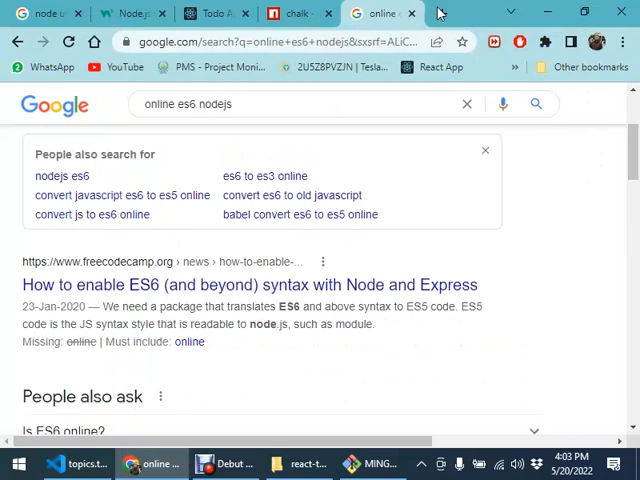 node u
Node.js
Todo A
chalk -
online e
google.com/search?q=online+es6+nodejs&sxsrf=ALiC...
WhatsApp
YouTube
PMS - Project Moni...
2U5Z8PVZJN | Tesla...
React App
»
Other bookmarks
Google
online es6 nodejs
People also search for
nodejs es6
es6 to es3 online
convert javascript es6 to es5 online
convert es6 to old javascript
convert js to es6 online
babel convert es6 to es5 online
https://www.freecodecamp.org › news › how-to-enable-...
How to enable ES6 (and beyond) syntax with Node and Express
23-Jan-2020 — We need a package that translates ES6 and above syntax to ES5 code. ES5
code is the JS syntax style that is readable to node.js, such as module.
Missing: online | Must include: online
People also ask
Is ES6 online?
topics.t...
online ...
Debut ...
react-t...
MING...
4:03 PM
5/20/2022